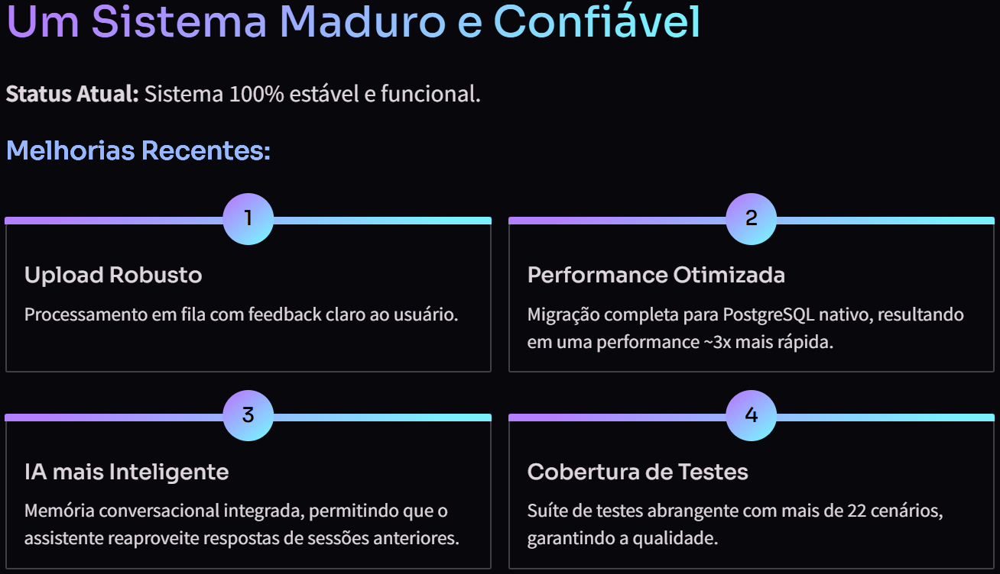 Um Sistema Maduro e Confiável
Status Atual: Sistema 100% estável e funcional.
Melhorias Recentes:
1
Upload Robusto
Processamento em fila com feedback claro ao usuário.
2
Performance Otimizada
Migração completa para PostgreSQL nativo, resultando
em uma performance ~3x mais rápida.
3
IA mais Inteligente
Memória conversacional integrada, permitindo que o
assistente reaproveite respostas de sessões anteriores.
4
Cobertura de Testes
Suíte de testes abrangente com mais de 22 cenários,
garantindo a qualidade.